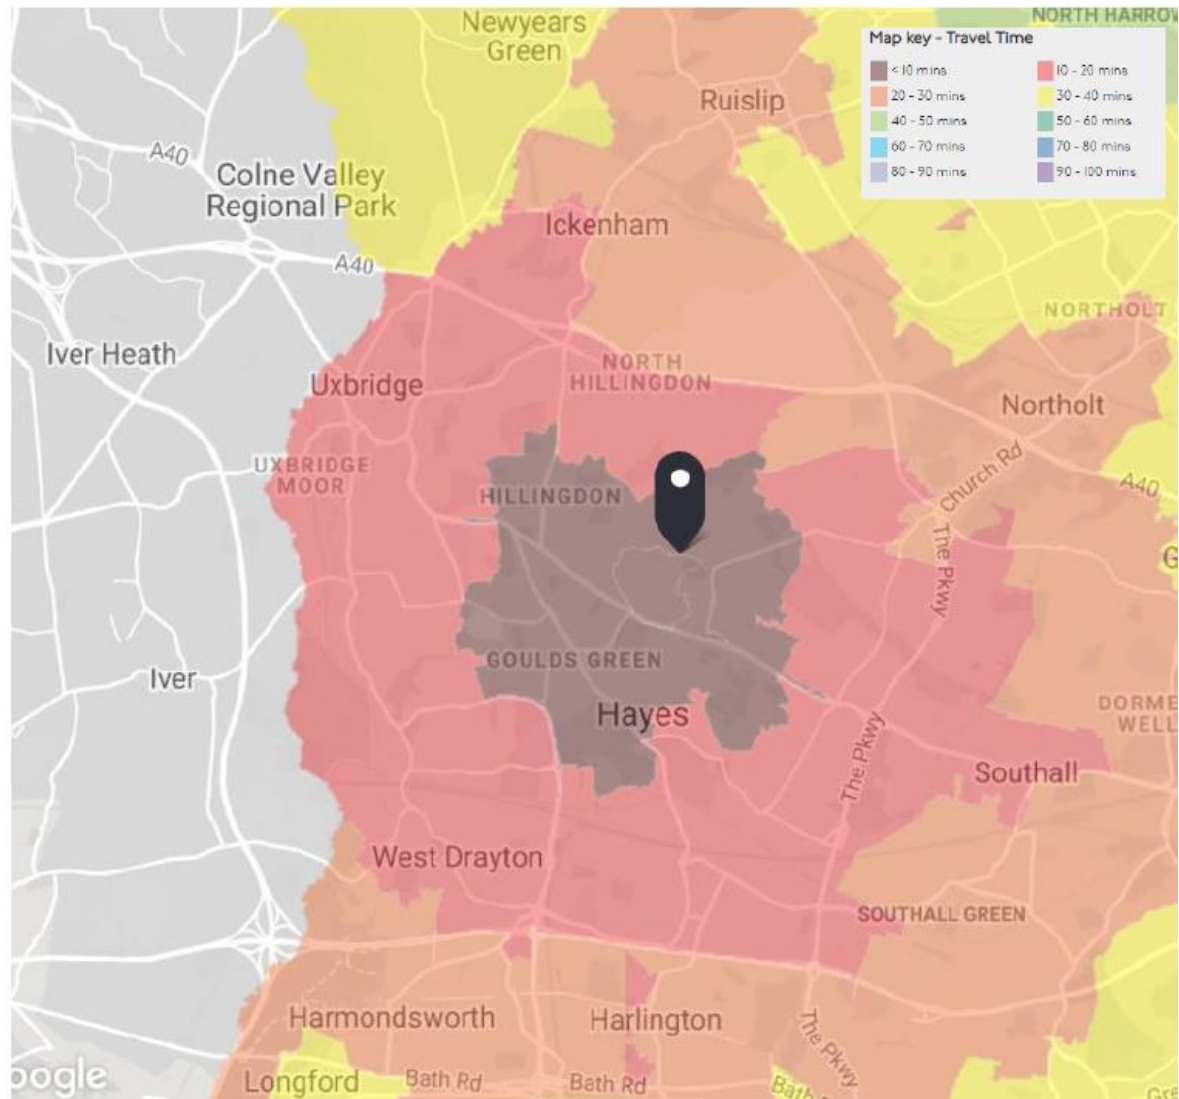 NORTH HARROW
Newyears
Green
Map key - Travel Time
< 10 mins
10 - 20 mins
20 - 30 mins
30 - 40 mins
40 - 50 mins
50 - 60 mins
60 - 70 mins
70 - 80 mins
80 - 90 mins
90 - 100 mins
Ruislip
A40
Colne Valley
Regional Park
Ickenham
A40
NORTHOLT
Iver Heath
NORTH
HILLINGDON
Uxbridge
Northolt
UXBRIDGE
MOOR
Church Rd
A40
HILLINGDON
The Pkwy
G
GOULDS GREEN
Iver
Hayes
DORME
WELL
The Pkwy
Southall
West Drayton
SOUTHALL GREEN
Harmondsworth
Harlington
The Pkwy
oogle
Longford
Bath Rd
Bath Rd
Bath
Gre